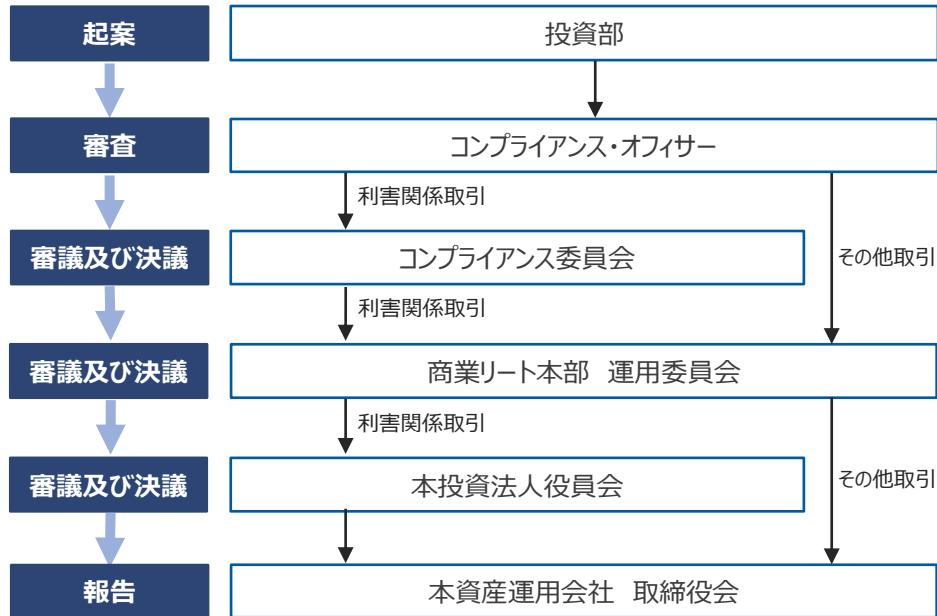 起案
投資部
審査
コンプライアンス・オフィサー
利害関係取引
審議及び決議
コンプライアンス委員会
その他取引
利害関係取引
審議及び決議
商業リート本部 運用委員会
利害関係取引
審議及び決議
本投資法人役員会
その他取引
報告
本資産運用会社 取締役会